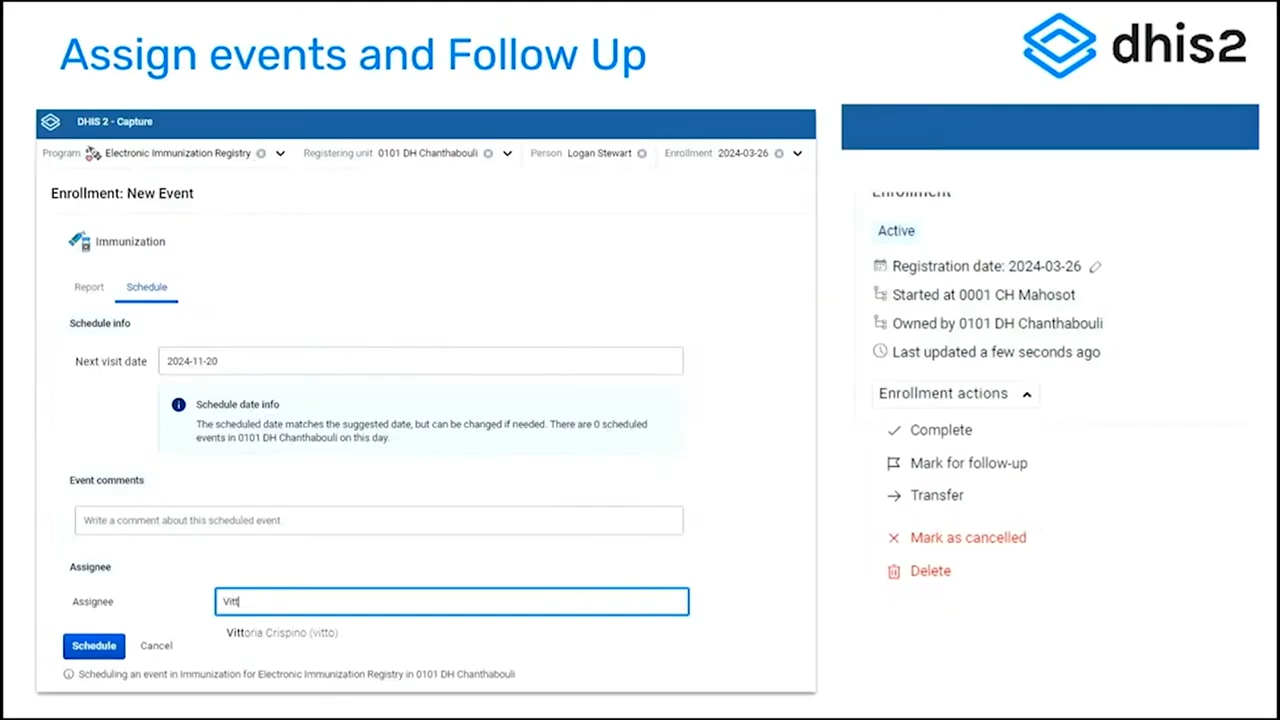 Assign events and Follow Up
dhis2
DHIS 2 - Capture
Program Electronic Immunization Registry Registering unit 0101 DH Chanthabouli Person Logan Stewart Enrollment 2024-03-26
Enrollment: New Event
Immunization
Report Schedule
Schedule info
Next visit date 2024-11-20
Schedule date info
The scheduled date matches the suggested date, but can be changed if needed. There are 0 scheduled
events in 0101 DH Chanthabouli on this day.
Event comments
Write a comment about this scheduled event
Assignee
Assignee Vitt
Vittoria Crispino (vitto)
Schedule Cancel
Scheduling an event in Immunization for Electronic Immunization Registry in 0101 DH Chanthabouli
Enrollment
Active
Registration date: 2024-03-26
Started at 0001 CH Mahosot
Owned by 0101 DH Chanthabouli
Last updated a few seconds ago
Enrollment actions
Complete
Mark for follow-up
Transfer
Mark as cancelled
Delete